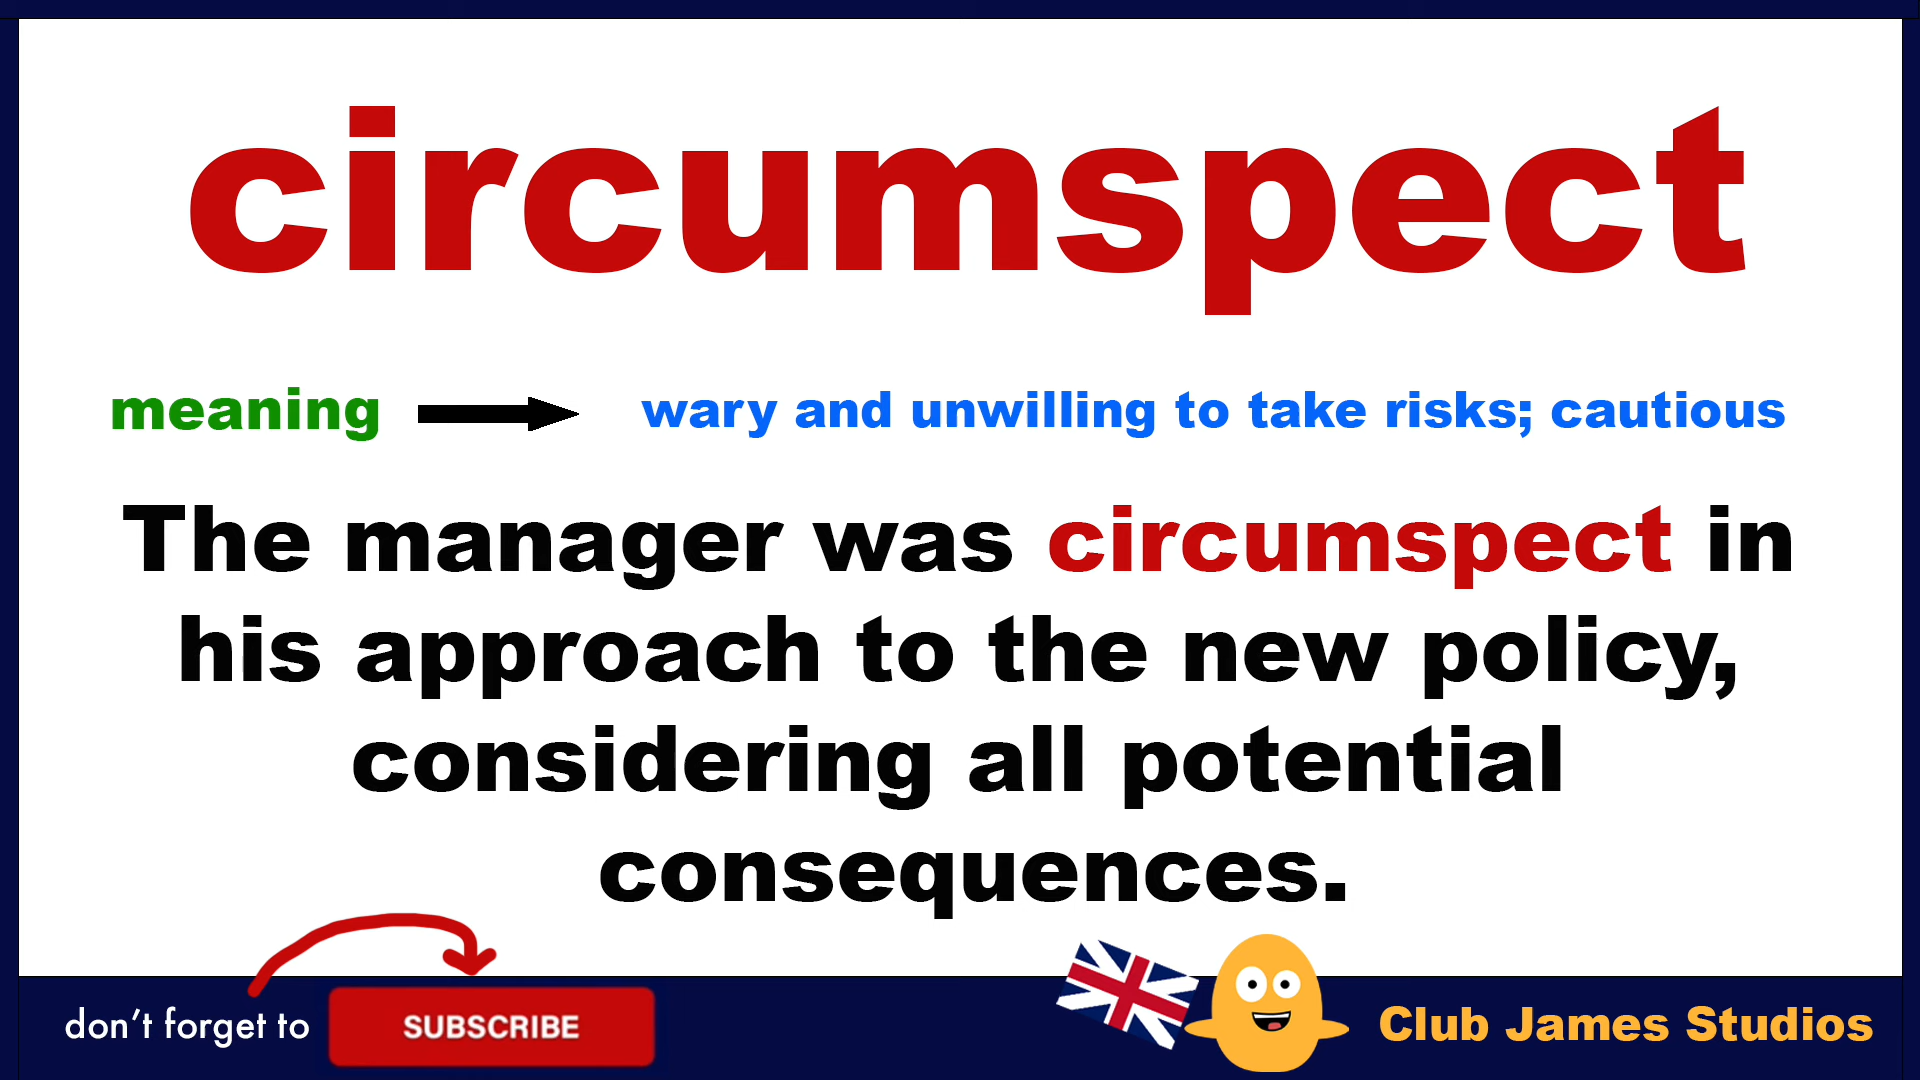 circumspect
meaning
wary and unwilling to take risks; cautious
The manager was circumspect in
his approach to the new policy,
considering all potential
consequences.
don't forget to
SUBSCRIBE
Club James Studios